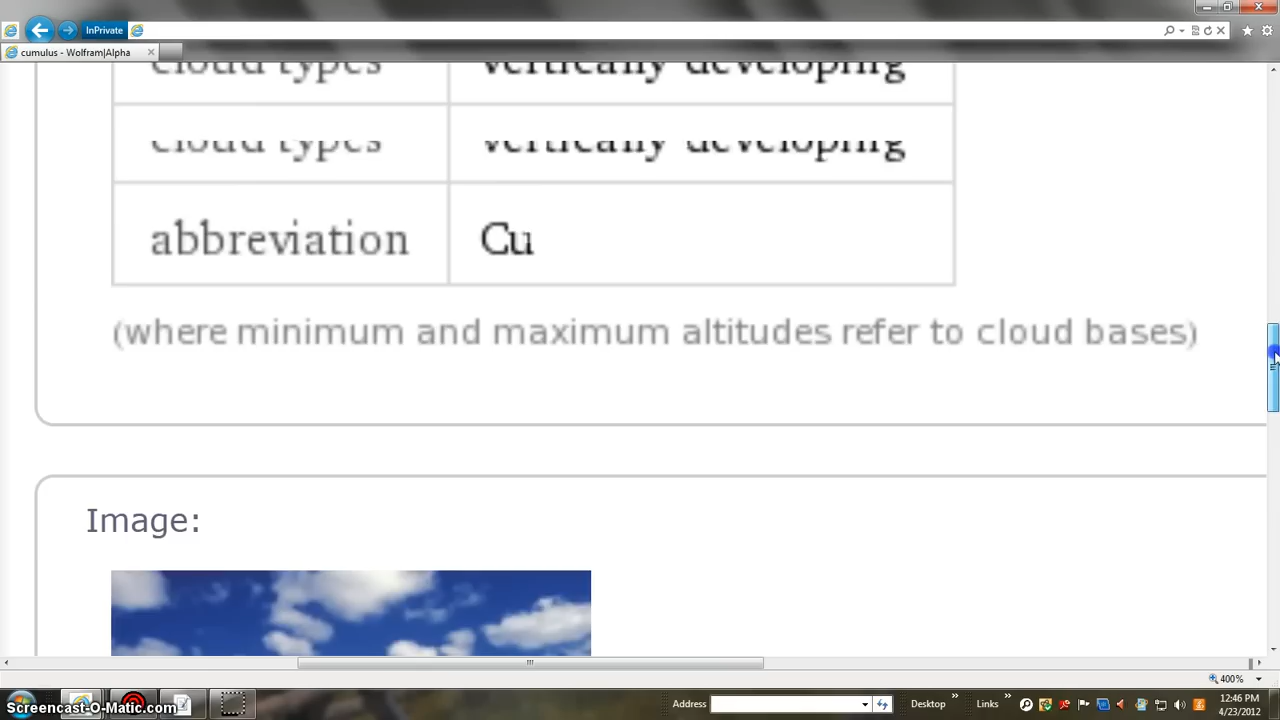 InPrivate
cumulus - Wolfram|Alpha
cloud types vertically developing
cloud types vertically developing
abbreviation Cu
(where minimum and maximum altitudes refer to cloud bases)
Image:
400%
Screencast-O-Matic.com
Address
Desktop
Links
12:46 PM
4/23/2012